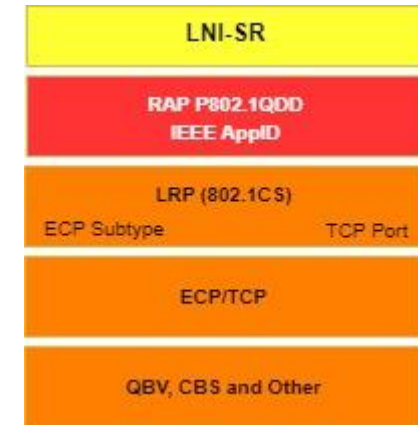 LNI-SR
RAP P802.1QDD
IEEE AppID
LRP (802.1CS)
ECP Subtype TCP Port
ECP/TCP
QBV, CBS and Other